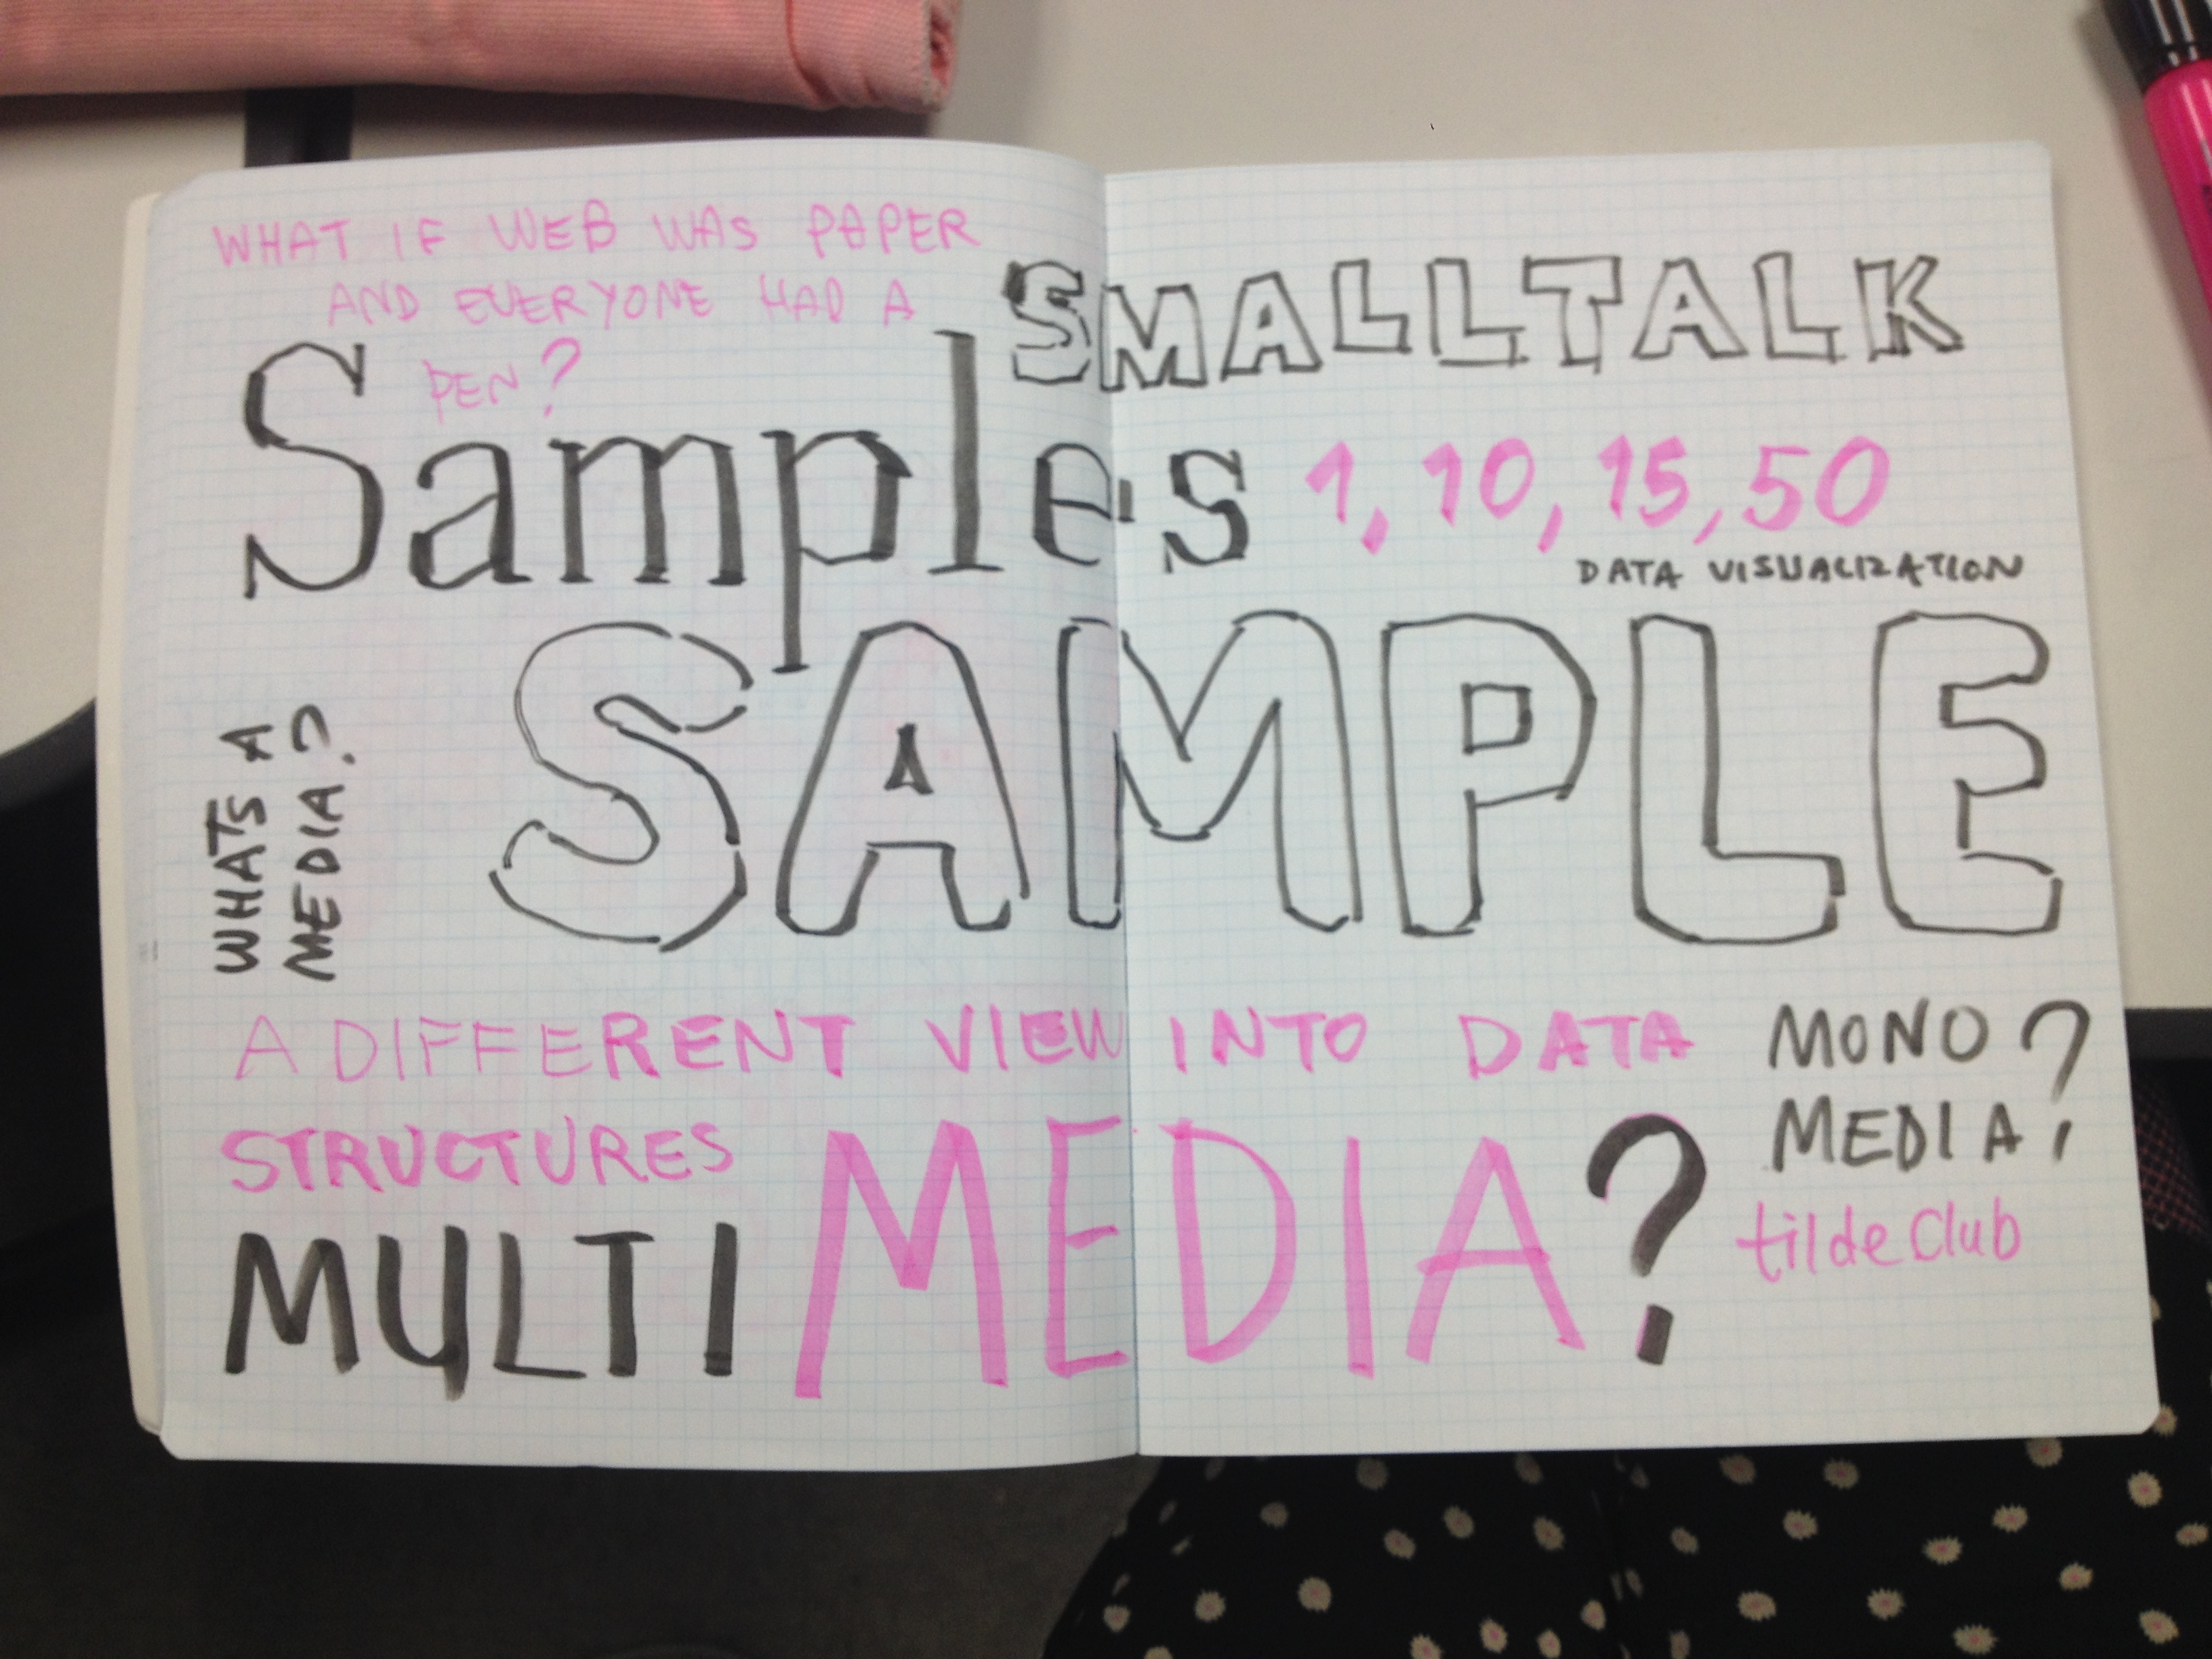 WHAT IF WEB WAS PAPER
AND EVERYONE HAD A
PEN?
SMALLTALK
Samples 1, 10, 15, 50
DATA VISUALIZATION
SAMPLE
WHATS A
MEDIA?
A DIFFERENT VIEW INTO DATA
STRUCTURES
MULTI MEDIA?
MONO
MEDIA?
tilde Club